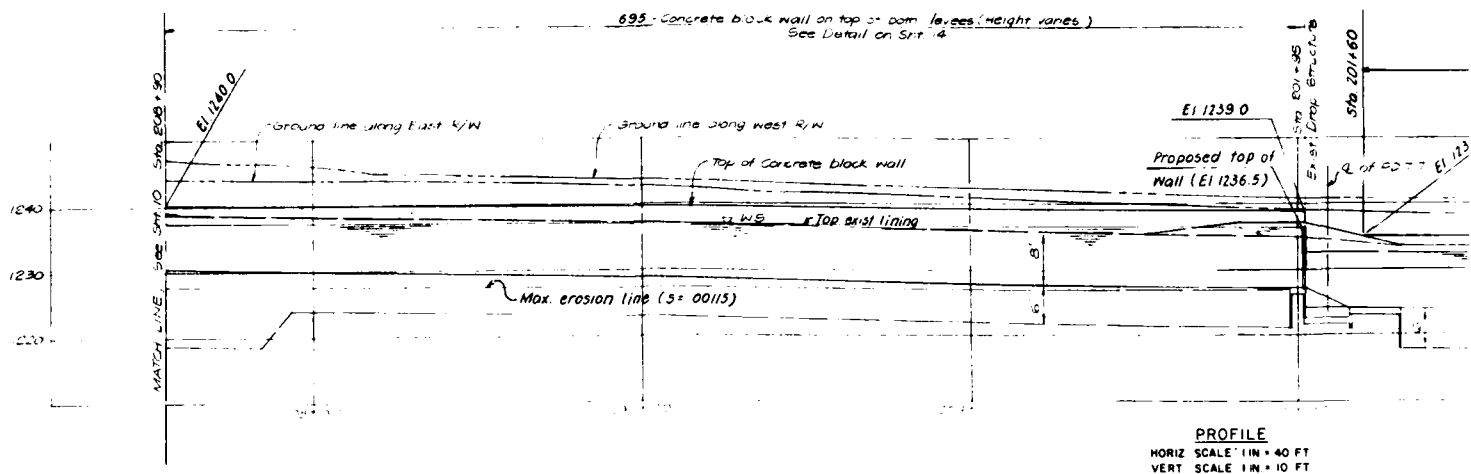 695 - Concrete block wall on top of both levees (Height varies)
See Detail on Sht. 14
MATCH LINE, See Sht. 10 Sta. 208+90
El 1240.0
Ground line along East R/W
Ground line along west R/W
Top of Concrete block wall
El 1239.0
Proposed top of
Wall (El 1236.5)
Sta 201+95
Exist Drop Structure
Sta. 201+60
El 123
WS
Top exist lining
1240
1230
1220
8'
6'
Max. erosion line (S= 00115)
PROFILE
HORIZ SCALE 1 IN = 40 FT
VERT SCALE 1 IN. = 10 FT